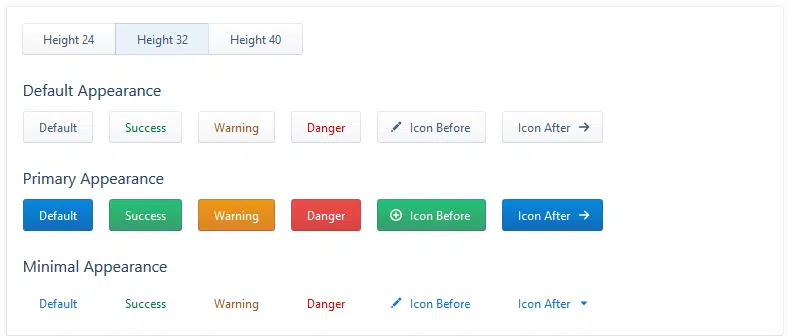 Height 24 Height 32 Height 40
Default Appearance
Default Success Warning Danger Icon Before Icon After
Primary Appearance
Default Success Warning Danger Icon Before Icon After
Minimal Appearance
Default Success Warning Danger Icon Before Icon After